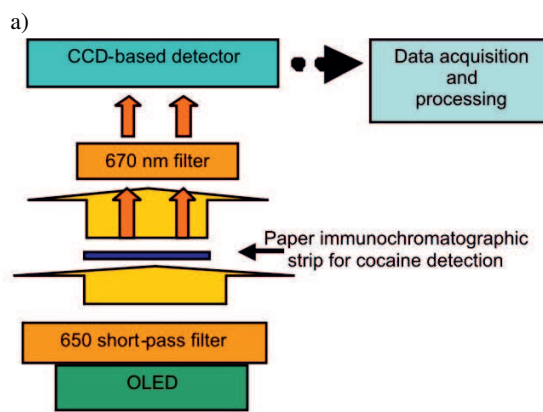 a)
CCD-based detector
Data acquisition
and
processing
670 nm filter
Paper immunochromatographic
strip for cocaine detection
650 short-pass filter
OLED